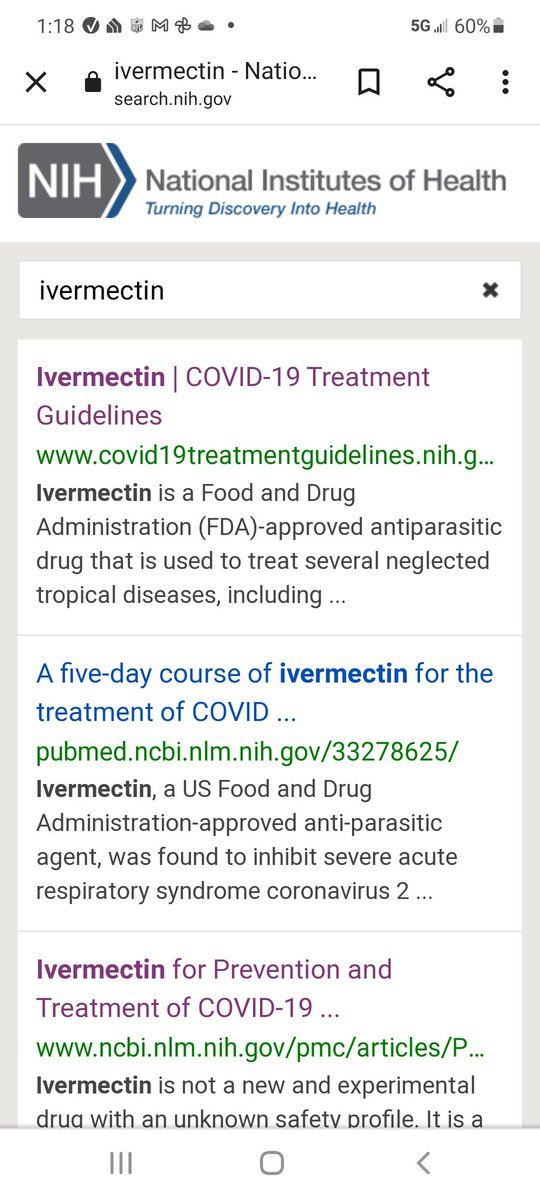 1:18
5G 60%
ivermectin - Natio...
search.nih.gov
NIH National Institutes of Health
Turning Discovery Into Health
ivermectin
Ivermectin | COVID-19 Treatment
Guidelines
www.covid19treatmentguidelines.nih.g...
Ivermectin is a Food and Drug
Administration (FDA)-approved antiparasitic
drug that is used to treat several neglected
tropical diseases, including ...
A five-day course of ivermectin for the
treatment of COVID ...
pubmed.ncbi.nlm.nih.gov/33278625/
Ivermectin, a US Food and Drug
Administration-approved anti-parasitic
agent, was found to inhibit severe acute
respiratory syndrome coronavirus 2 ...
Ivermectin for Prevention and
Treatment of COVID-19 ...
www.ncbi.nlm.nih.gov/pmc/articles/P...
Ivermectin is not a new and experimental
drug with an unknown safety profile. It is a